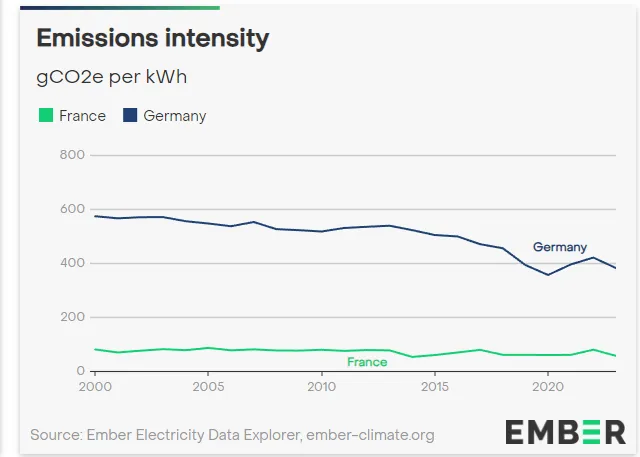 Emissions intensity
gCO2e per kWh
France Germany
800
600
Germany
400
200
France
0
2000 2005 2010 2015 2020
Source: Ember Electricity Data Explorer, ember-climate.org
EMBER